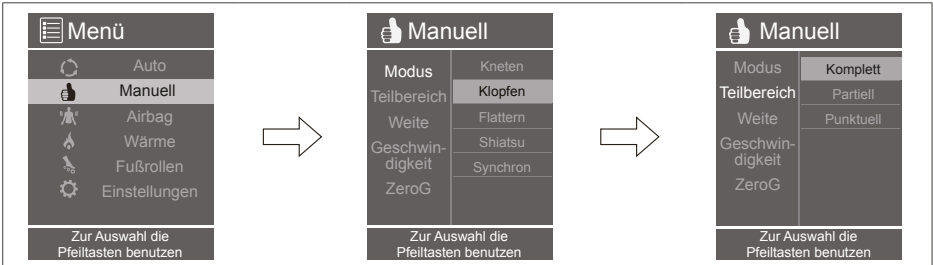 Menü
Auto
Manuell
Airbag
Wärme
Fußrollen
Einstellungen
Zur Auswahl die
Pfeiltasten benutzen
Manuell
Modus
Teilbereich
Weite
Geschwin-
digkeit
ZeroG
Kneten
Klopfen
Flattern
Shiatsu
Synchron
Zur Auswahl die
Pfeiltasten benutzen
Manuell
Modus
Teilbereich
Weite
Geschwin-
digkeit
ZeroG
Komplett
Partiell
Punktuell
Zur Auswahl die
Pfeiltasten benutzen